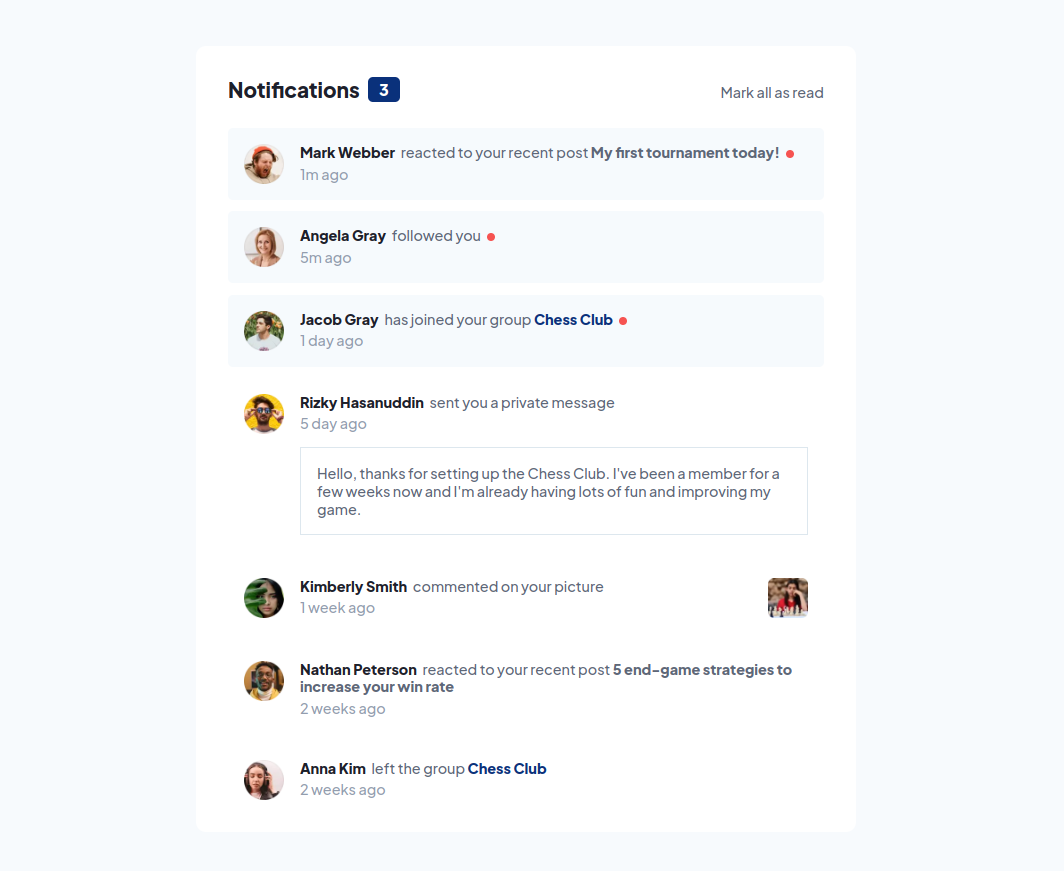 Notifications 3
Mark all as read
Mark Webber reacted to your recent post My first tournament today!
1m ago
Angela Gray followed you
5m ago
Jacob Gray has joined your group Chess Club
1 day ago
Rizky Hasanuddin sent you a private message
5 day ago
Hello, thanks for setting up the Chess Club. I've been a member for a
few weeks now and I'm already having lots of fun and improving my
game.
Kimberly Smith commented on your picture
1 week ago
Nathan Peterson reacted to your recent post 5 end-game strategies to
increase your win rate
2 weeks ago
Anna Kim left the group Chess Club
2 weeks ago